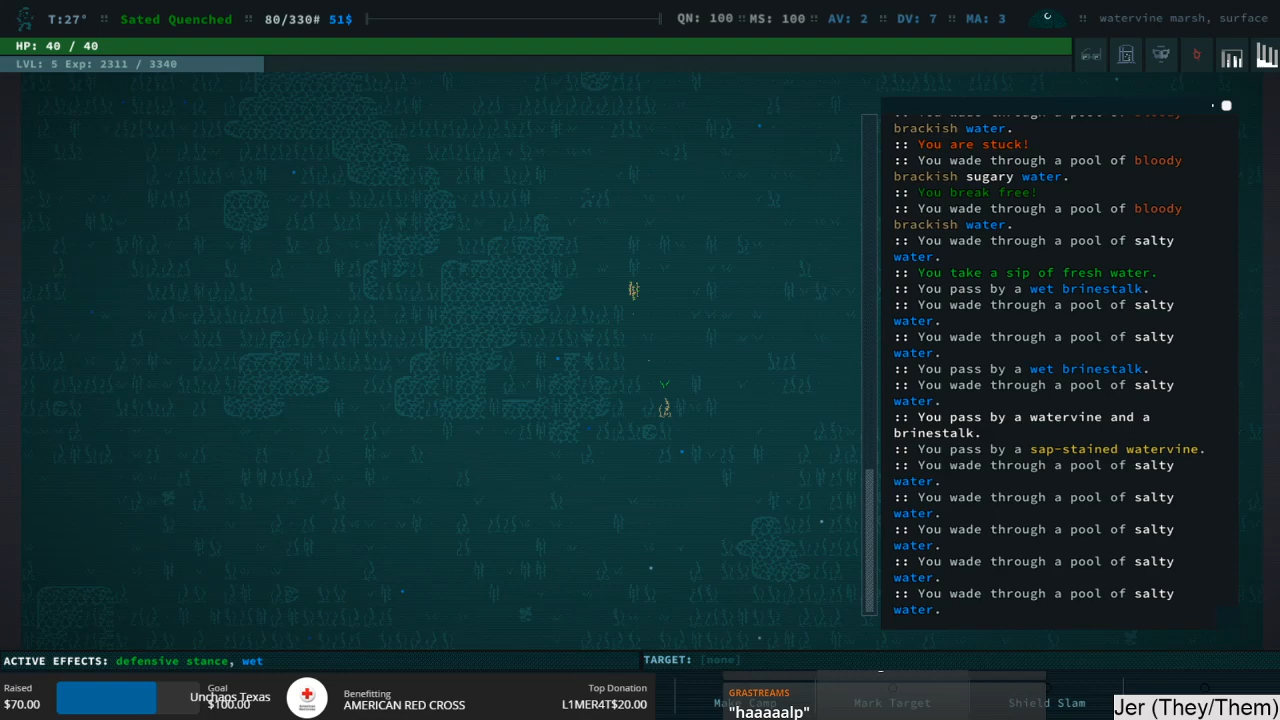 T:27° :: Sated Quenched :: 80/330# 51$ QN: 100 :: MS: 100 :: AV: 2 :: DV: 7 :: MA: 3 :: watervine marsh, surface
HP: 40 / 40
LVL: 5 Exp: 2311 / 3340
brackish water.
:: You are stuck!
:: You wade through a pool of bloody
brackish sugary water.
:: You break free!
:: You wade through a pool of bloody
brackish water.
:: You wade through a pool of salty
water.
:: You take a sip of fresh water.
:: You pass by a wet brinestalk.
:: You wade through a pool of salty
water.
:: You wade through a pool of salty
water.
:: You pass by a wet brinestalk.
:: You wade through a pool of salty
water.
:: You pass by a watervine and a
brinestalk.
:: You pass by a sap-stained watervine.
:: You wade through a pool of salty
water.
:: You wade through a pool of salty
water.
:: You wade through a pool of salty
water.
:: You wade through a pool of salty
water.
:: You wade through a pool of salty
water.
ACTIVE EFFECTS: defensive stance, wet
TARGET: [none]
Raised
$70.00
Goal
Unchaos Texas
Benefitting
AMERICAN RED CROSS
Top Donation
L1MER4T$20.00
GRASTREAMS
"haaaaalp"
Make Camp
Mark Target
Shield Slam
Jer (They/Them)